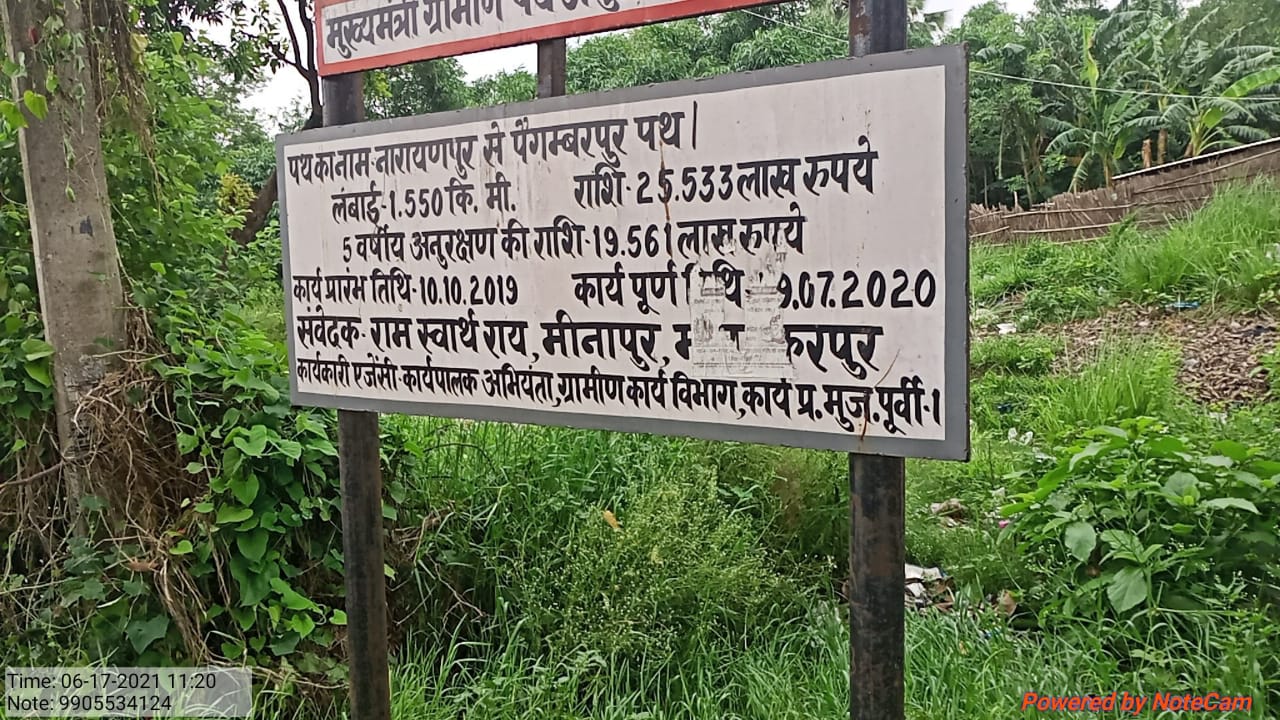 मुख्यमंत्री ग्रामीण पथ
पथ का नाम-नारायणपुर से पैगम्बरपुर पथ।
लंबाई-1.550 कि. मी. राशि-25.533 लाख रुपये
5 वर्षीय अनुरक्षण की राशि-19.561 लाख रुपये
कार्य प्रारंभ तिथि-10.10.2019 कार्य पूर्ण तिथि 9.07.2020
संवेदक- राम स्वार्थ राय, मीनापुर,
कार्यकारी एजेंसी-कार्यपालक अभियंता, ग्रामीण कार्य विभाग, कार्य प्र. मुज. पूर्वी-1
Time: 06-17-2021 11:20
Note: 9905534124
Powered by NoteCam